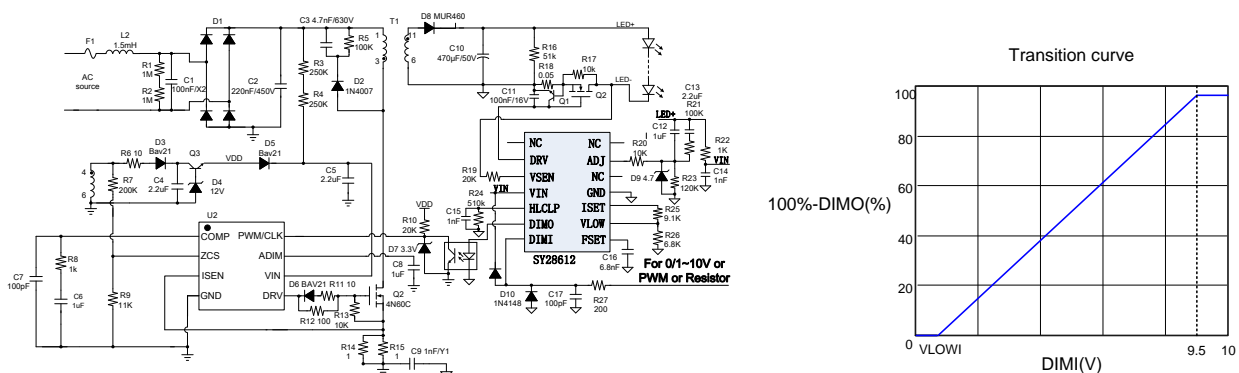 F1
L2
1.5mH
AC
source
R1
1M
R2
1M
C1
100nF/X2
D1
C2
220nF/450V
C3 4.7nF/630V
R5
100K
R3
250K
R4
250K
D2
1N4007
T1
1
3
11
6
D8 MUR460
C10
470µF/50V
R16
51k
R18
0.05
R17
10k
C11
100nF/16V
Q1
Q2
LED+
LED-
4
6
R6 10
R7
200K
D3
Bav21
C4
2.2uF
Q3
D4
12V
VDD
D5
Bav21
C5
2.2uF
U2
COMP
ZCS
ISEN
GND
PWM/CLK
ADIM
VIN
DRV
C7
100pF
R8
1k
C6
1uF
R9
11K
D6 BAV21
R11 10
R12 100
R13
10K
Q2
4N60C
R14
1
R15
1
C9 1nF/Y1
VDD
R10
20K
D7 3.3V
C8
1uF
C15
1nF
R24
510k
R19
20K
VIN
NC
DRV
VSEN
VIN
HLCLP
DIMO
DIMI
NC
ADJ
NC
GND
ISET
VLOW
FSET
SY28612
R20
10K
D9 4.7
LED+
C12
1uF
C13
2.2uF
R21
100K
R22
1K
VIN
C14
1nF
R23
120K
R25
9.1K
R26
6.8K
C16
6.8nF
D10
1N4148
C17
100pF
R27
200
For 0/1~10V or
PWM or Resistor
Transition curve
100%-DIMO(%)
100
80
60
40
20
0
VLOWI
9.5
10
DIMI(V)